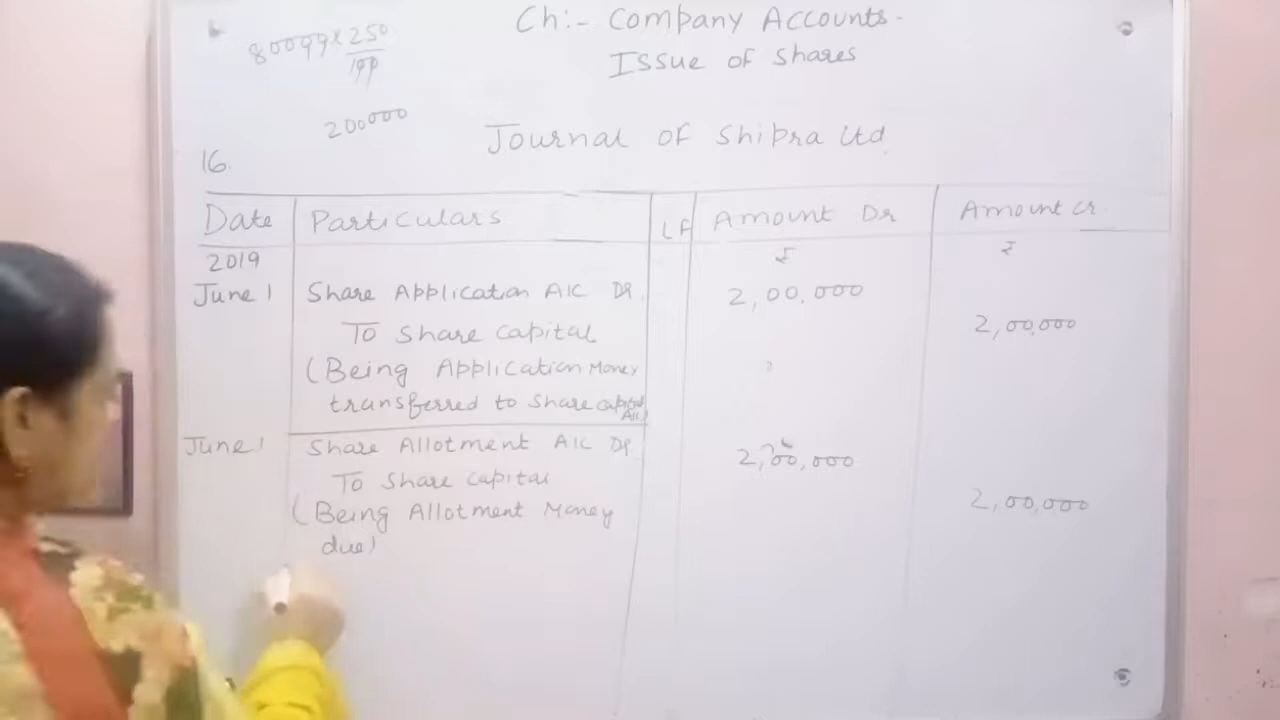 Ch:- Company Accounts-
Issue of Shares
80000 x 250
100
200000
Journal of Shipra Ltd.
16.
Date Particulars LF Amount Dr Amount Cr.
2019 ₹ ₹
June 1 Share Application A/C Dr 2,00,000
To Share Capital 2,00,000
(Being Application Money
transferred to Share Capital A/c)
June 1 Share Allotment A/C Dr 2,00,000
To Share Capital 2,00,000
(Being Allotment Money
due)